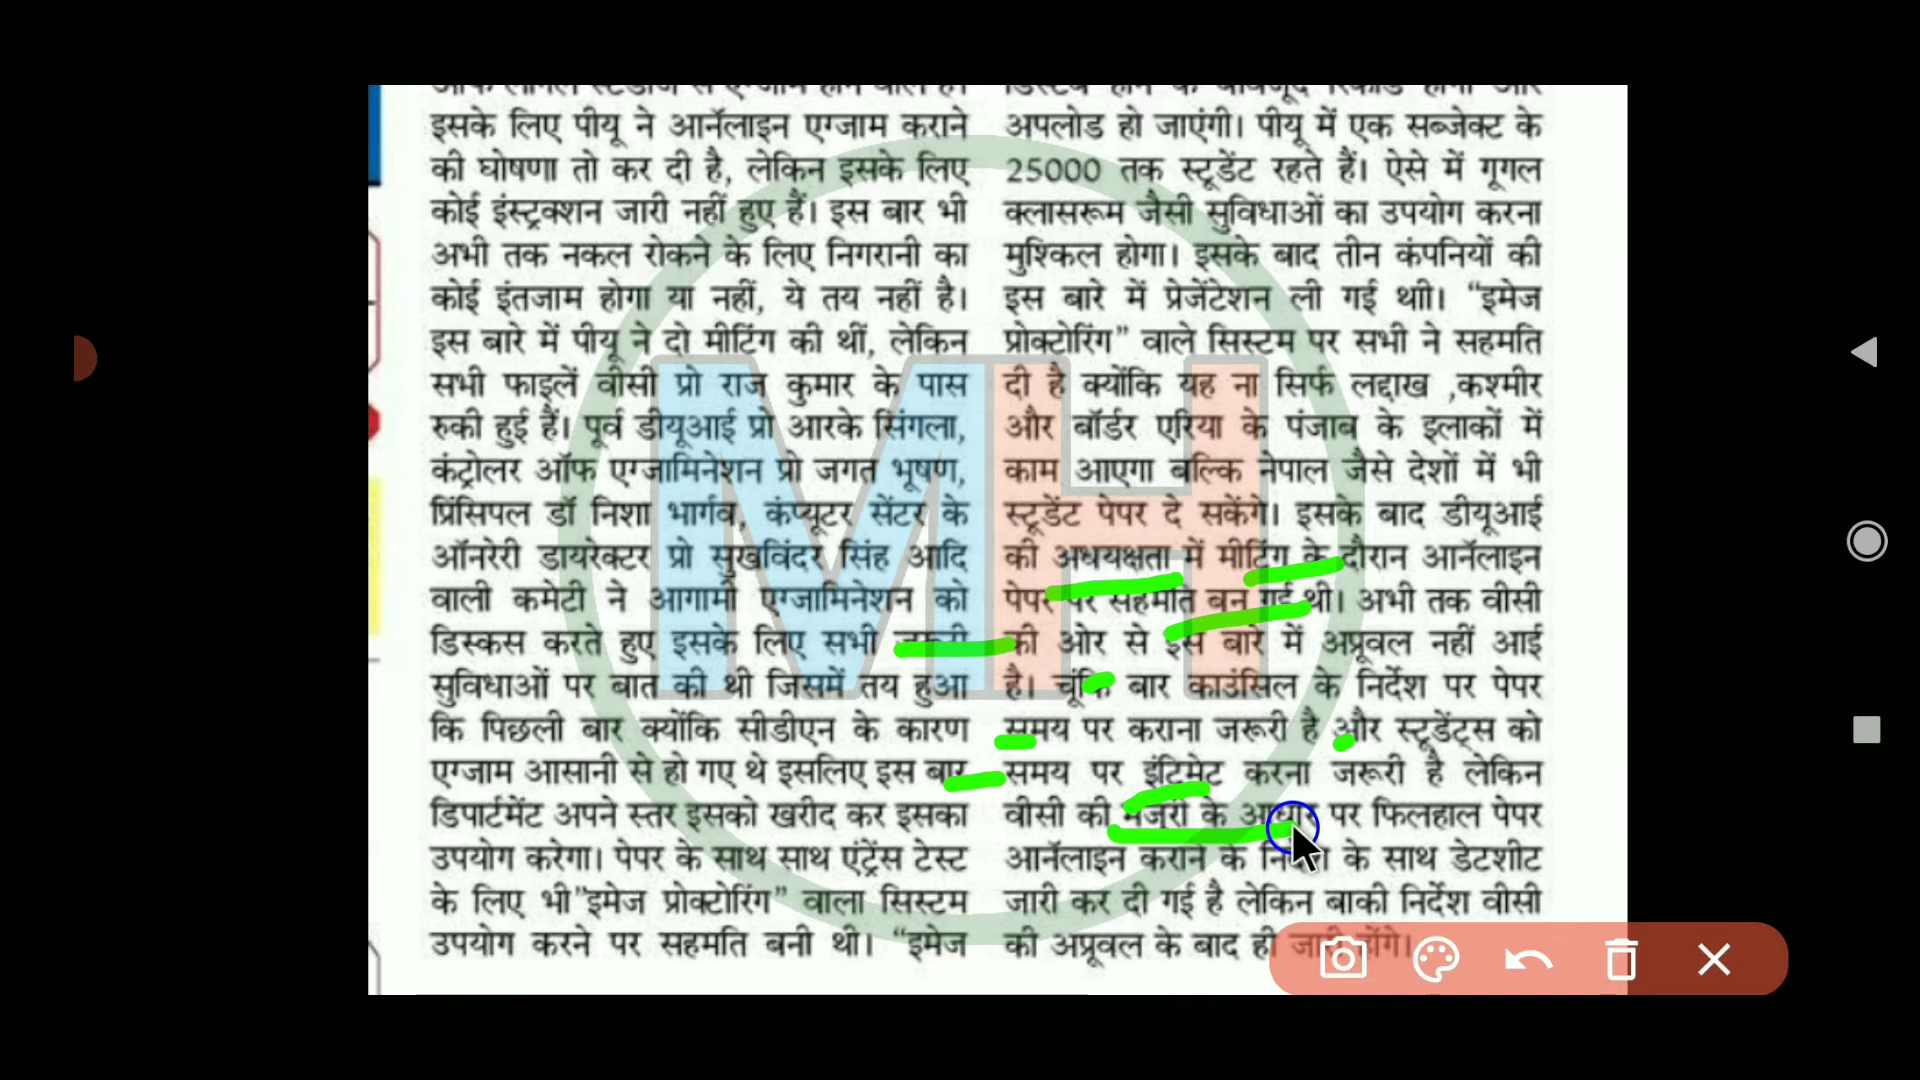 इसके लिए पीयू ने आनॅलाइन एग्जाम कराने
की घोषणा तो कर दी है, लेकिन इसके लिए
कोई इंस्ट्रक्शन जारी नहीं हुए हैं। इस बार भी
अभी तक नकल रोकने के लिए निगरानी का
कोई इंतजाम होगा या नहीं, ये तय नहीं है।
इस बारे में पीयू ने दो मीटिंग की थीं, लेकिन
सभी फाइलें वीसी प्रो राज कुमार के पास
रुकी हुई हैं। पूर्व डीयूआई प्रो आरके सिंगला,
कंट्रोलर ऑफ एग्जामिनेशन प्रो जगत भूषण,
प्रिंसिपल डॉ निशा भार्गव, कंप्यूटर सेंटर के
ऑनरेरी डायरेक्टर प्रो सुखविंदर सिंह आदि
वाली कमेटी ने आगामी एग्जामिनेशन को
डिस्कस करते हुए इसके लिए सभी जरूरी
सुविधाओं पर बात की थी जिसमें तय हुआ
कि पिछली बार क्योंकि सीडीएन के कारण
एग्जाम आसानी से हो गए थे इसलिए इस बार
डिपार्टमेंट अपने स्तर इसको खरीद कर इसका
उपयोग करेगा। पेपर के साथ साथ एंट्रेंस टेस्ट
के लिए भी"इमेज प्रोक्टोरिंग” वाला सिस्टम
उपयोग करने पर सहमति बनी थी। “इमेज
अपलोड हो जाएंगी। पीयू में एक सब्जेक्ट के
25000 तक स्टूडेंट रहते हैं। ऐसे में गूगल
क्लासरूम जैसी सुविधाओं का उपयोग करना
मुश्किल होगा। इसके बाद तीन कंपनियों की
इस बारे में प्रेजेंटेशन ली गई थाी। “इमेज
प्रोक्टोरिंग” वाले सिस्टम पर सभी ने सहमति
दी है क्योंकि यह ना सिर्फ लद्दाख ,कश्मीर
और बॉर्डर एरिया के पंजाब के इलाकों में
काम आएगा बल्कि नेपाल जैसे देशों में भी
स्टूडेंट पेपर दे सकेंगे। इसके बाद डीयूआई
की अधयक्षता में मीटिंग के दौरान आनॅलाइन
पेपर पर सहमति बन गई थी। अभी तक वीसी
की ओर से इस बारे में अप्रूवल नहीं आई
है। चूंकि बार काउंसिल के निर्देश पर पेपर
समय पर कराना जरूरी है और स्टूडेंट्स को
समय पर इंटिमेट करना जरूरी है लेकिन
वीसी की मंजूरी के आधार पर फिलहाल पेपर
आनॅलाइन कराने के के साथ डेटशीट
जारी कर दी गई है लेकिन बाकी निर्देश वीसी
की अप्रूवल के बाद ही जारी होंगे।
MH